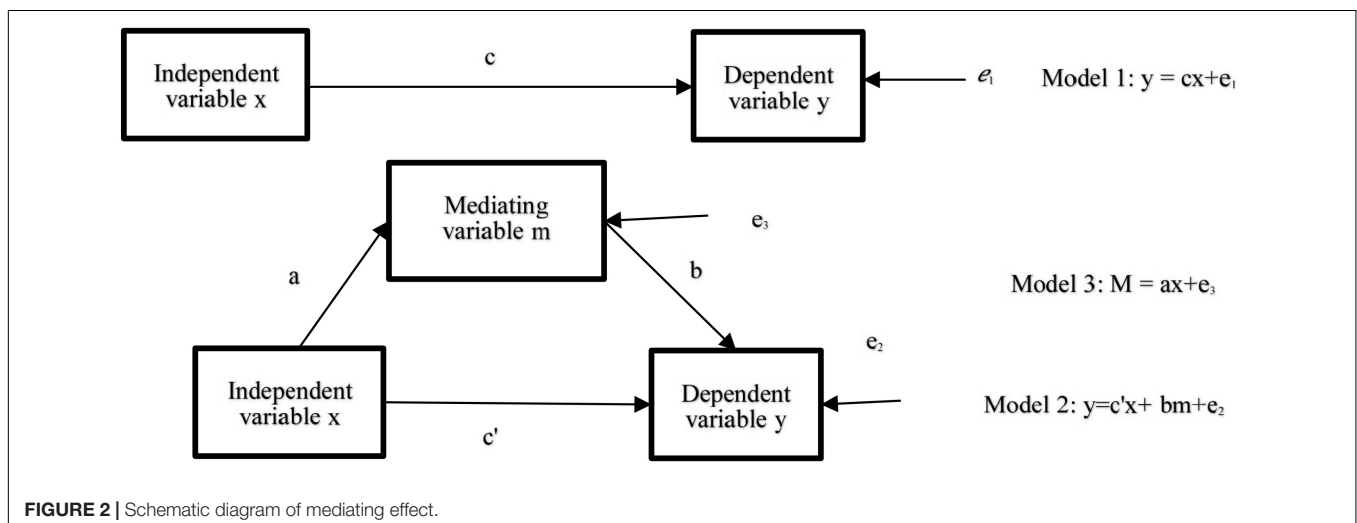 Independent
variable x
c
Dependent
variable y
e₁
Model 1: y = cx+e₁
Mediating
variable m
e₃
a
b
Model 3: M = ax+e₃
e₂
Independent
variable x
c'
Dependent
variable y
Model 2: y=c'x+ bm+e₂
FIGURE 2 | Schematic diagram of mediating effect.